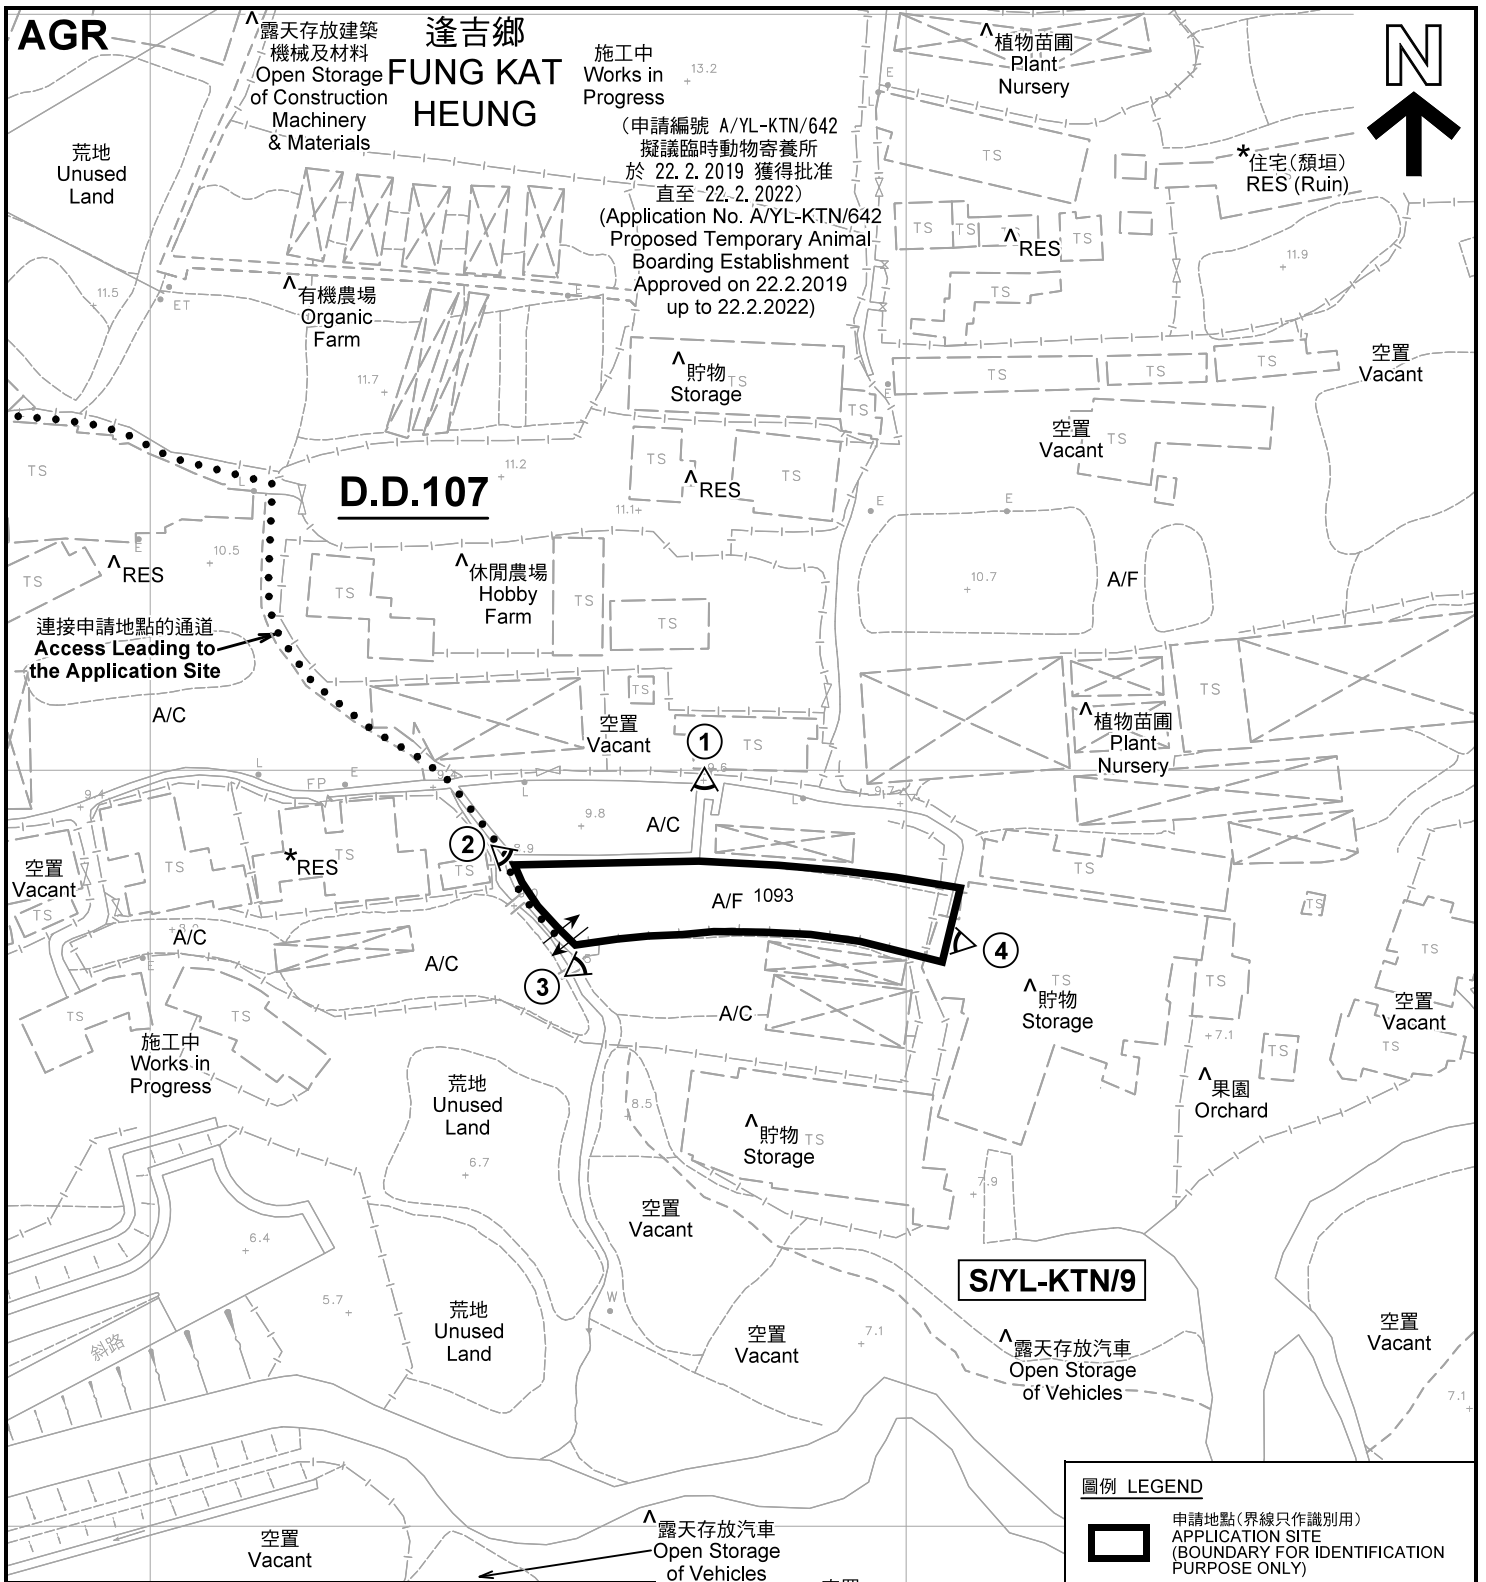 AGR
露天存放建築
機械及材料
Open Storage
of Construction
Machinery
& Materials
逢吉鄉
FUNG KAT
HEUNG
施工中
Works in
Progress
13.2
植物苗圃
Plant
Nursery
N
荒地
Unused
Land
(申請編號 A/YL-KTN/642
擬議臨時動物寄養所
於 22.2.2019 獲得批准
直至 22.2.2022)
(Application No. A/YL-KTN/642
Proposed Temporary Animal
Boarding Establishment
Approved on 22.2.2019
up to 22.2.2022)
TS
*住宅(頹垣)
RES (Ruin)
TS
TS
TS
^RES
TS
11.9
11.5
ET
有機農場
Organic
Farm
E
TS
11.7
貯物
Storage
TS
TS
TS
TS
TS
空置
Vacant
TS
空置
Vacant
TS
D.D.107
11.2
TS
TS
^RES
11.1
E
E
TS
L
E
10.5
^RES
TS
休閒農場
Hobby
Farm
TS
TS
TS
10.7
A/F
連接申請地點的通道
Access Leading to
the Application Site
A/C
TS
空置
Vacant
TS
1
9.6
植物苗圃
Plant
Nursery
TS
L
FP
E
9.4
9.4
L
9.8
A/C
L
9.7
2
8.9
空置
Vacant
TS
TS
*RES
TS
TS
A/F 1093
TS
TS
A/C
E
A/C
3
4
A/C
貯物
Storage
TS
TS
TS
空置
Vacant
TS
TS
TS
施工中
Works in
Progress
7.1
TS
果園
Orchard
荒地
Unused
Land
8.5
貯物
Storage
TS
6.7
7.9
空置
Vacant
6.4
S/YL-KTN/9
5.7
斜路
荒地
Unused
Land
W
空置
Vacant
7.1
露天存放汽車
Open Storage
of Vehicles
空置
Vacant
7.1
圖例 LEGEND
申請地點(界線只作識別用)
APPLICATION SITE
(BOUNDARY FOR IDENTIFICATION
PURPOSE ONLY)
空置
Vacant
露天存放汽車
Open Storage
of Vehicles